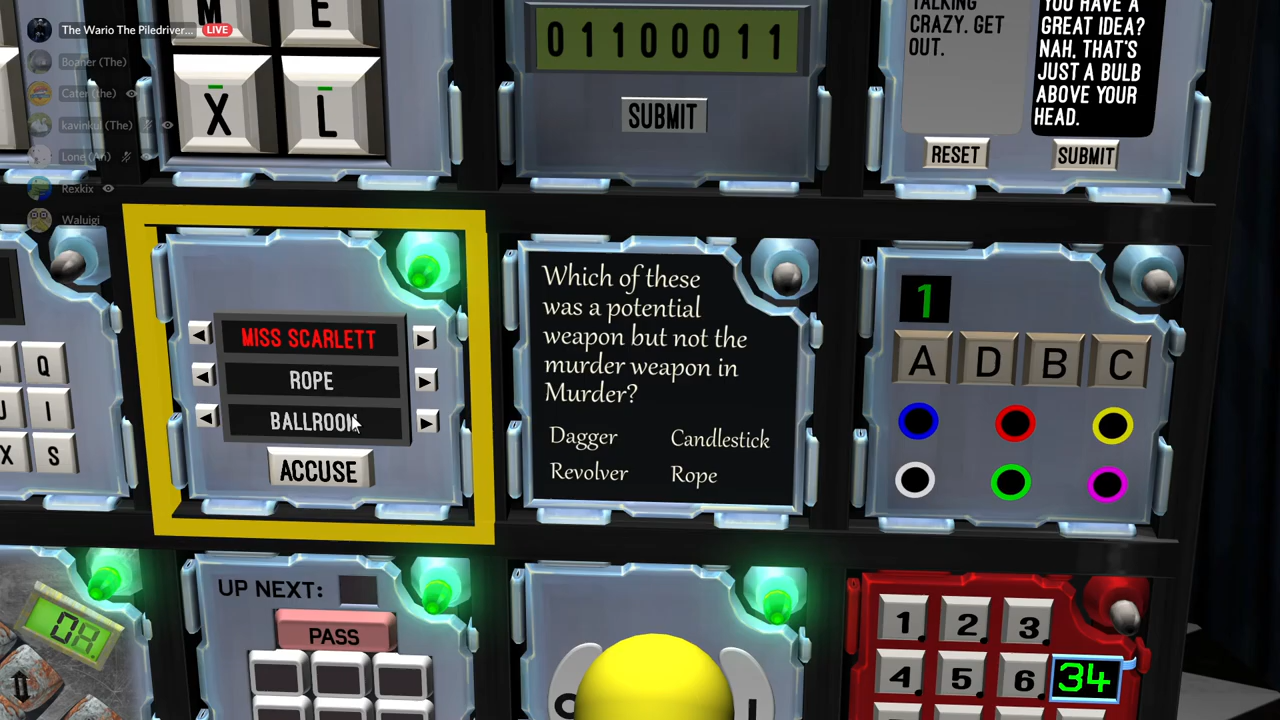 The Wario The Piledriver...
LIVE
Boaner (The)
Cater (the)
kavinkul (The)
Lone (An)
Rexkix
Waluigi
M E
X L
01100011
SUBMIT
TALKING
CRAZY. GET
OUT.
YOU HAVE A
GREAT IDEA?
NAH. THAT'S
JUST A BULB
ABOVE YOUR
HEAD.
RESET
SUBMIT
Q
I
X S
MISS SCARLETT
ROPE
BALLROOM
ACCUSE
Which of these
was a potential
weapon but not the
murder weapon in
Murder?
Dagger Candlestick
Revolver Rope
1
A D B C
UP NEXT:
PASS
1 2 3
4 5 6
34